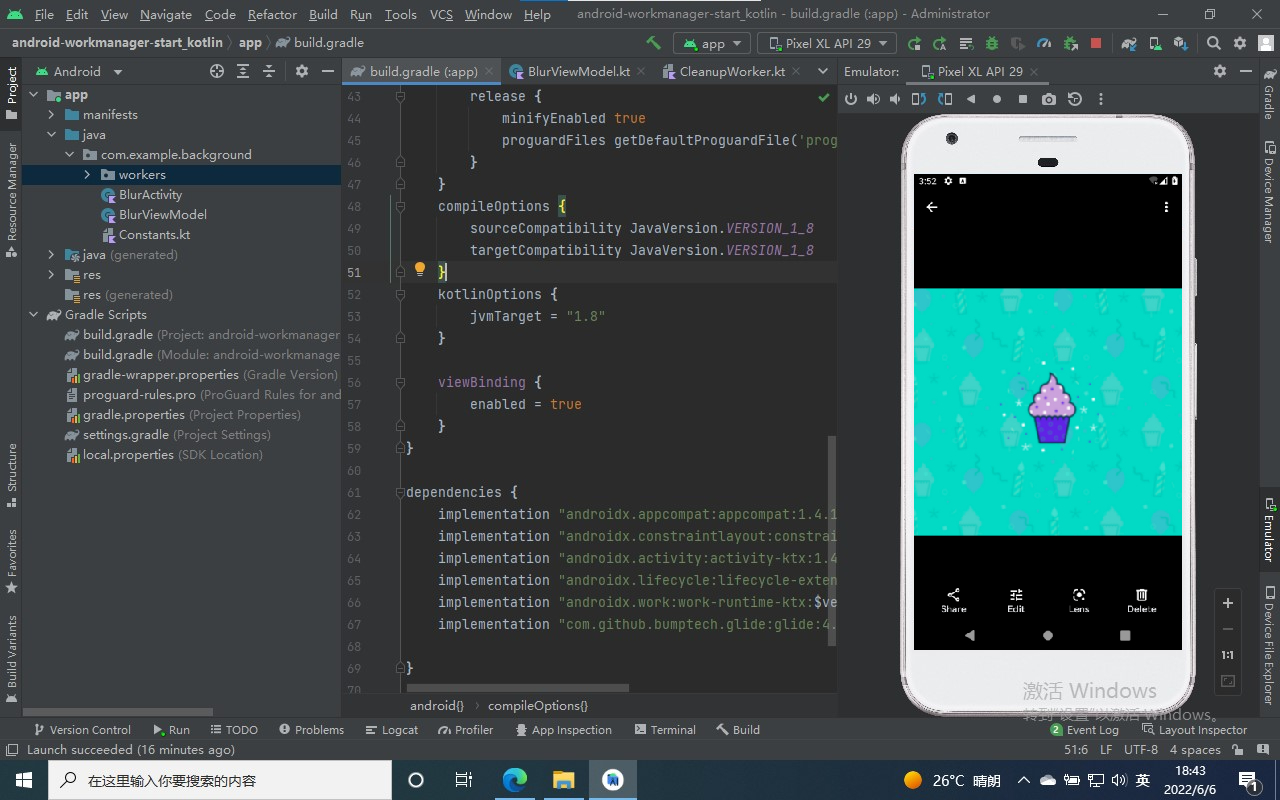 File Edit View Navigate Code Refactor Build Run Tools VCS Window Help android-workmanager-start_kotlin - build.gradle (:app) - Administrator
android-workmanager-start_kotlin app build.gradle app Pixel XL API 29
Project
Resource Manager
Structure
Favorites
Build Variants
Android
app
manifests
java
com.example.background
workers
BlurActivity
BlurViewModel
Constants.kt
java (generated)
res
res (generated)
Gradle Scripts
build.gradle (Project: android-workmanager
build.gradle (Module: android-workmanage
gradle-wrapper.properties (Gradle Version)
proguard-rules.pro (ProGuard Rules for and
gradle.properties (Project Properties)
settings.gradle (Project Settings)
local.properties (SDK Location)
build.gradle (:app) BlurViewModel.kt CleanupWorker.kt
43 release {
44 minifyEnabled true
45 proguardFiles getDefaultProguardFile('prog
46 }
47 }
48 compileOptions {
49 sourceCompatibility JavaVersion.VERSION_1_8
50 targetCompatibility JavaVersion.VERSION_1_8
51 }
52 kotlinOptions {
53 jvmTarget = "1.8"
54 }
55
56 viewBinding {
57 enabled = true
58 }
59 }
60
61 dependencies {
62 implementation "androidx.appcompat:appcompat:1.4.1
63 implementation "androidx.constraintlayout:constrai
64 implementation "androidx.activity:activity-ktx:1.4
65 implementation "androidx.lifecycle:lifecycle-exten
66 implementation "androidx.work:work-runtime-ktx:$ve
67 implementation "com.github.bumptech.glide:glide:4.
68
69 }
70
android{} compileOptions{}
Emulator: Pixel XL API 29
3:52
Share Edit Lens Delete
1:1
激活 Windows
转到"设置"以激活 Windows。
Gradle
Device Manager
Emulator
Device File Explorer
Version Control Run TODO Problems Logcat Profiler App Inspection Terminal Build 2 Event Log Layout Inspector
Launch succeeded (16 minutes ago) 51:6 LF UTF-8 4 spaces
在这里输入你要搜索的内容
26°C 晴朗 英
18:43
2022/6/6
1